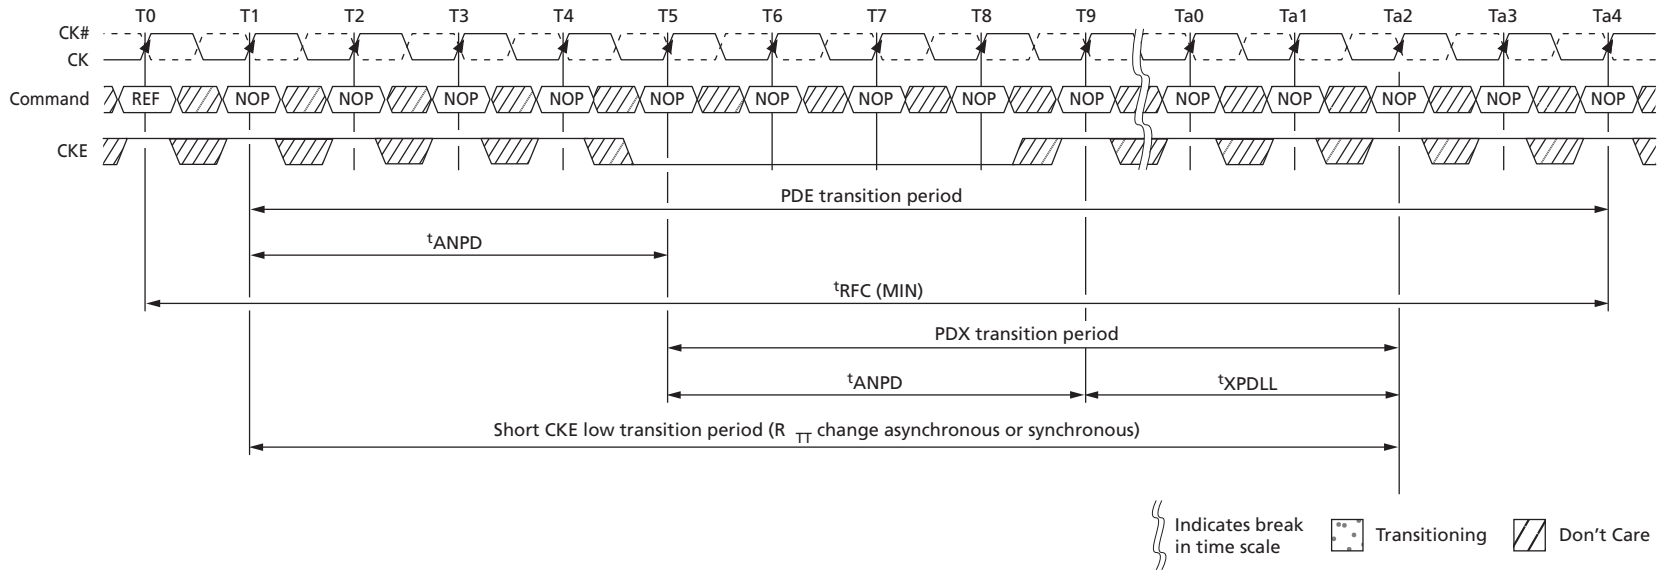 T0 T1 T2 T3 T4 T5 T6 T7 T8 T9 Ta0 Ta1 Ta2 Ta3 Ta4
CK#
CK
Command REF NOP NOP NOP NOP NOP NOP NOP NOP NOP NOP NOP NOP NOP NOP
CKE
PDE transition period
tANPD
tRFC (MIN)
PDX transition period
tANPD tXPDLL
Short CKE low transition period (R TT change asynchronous or synchronous)
Indicates break
in time scale
Transitioning
Don't Care